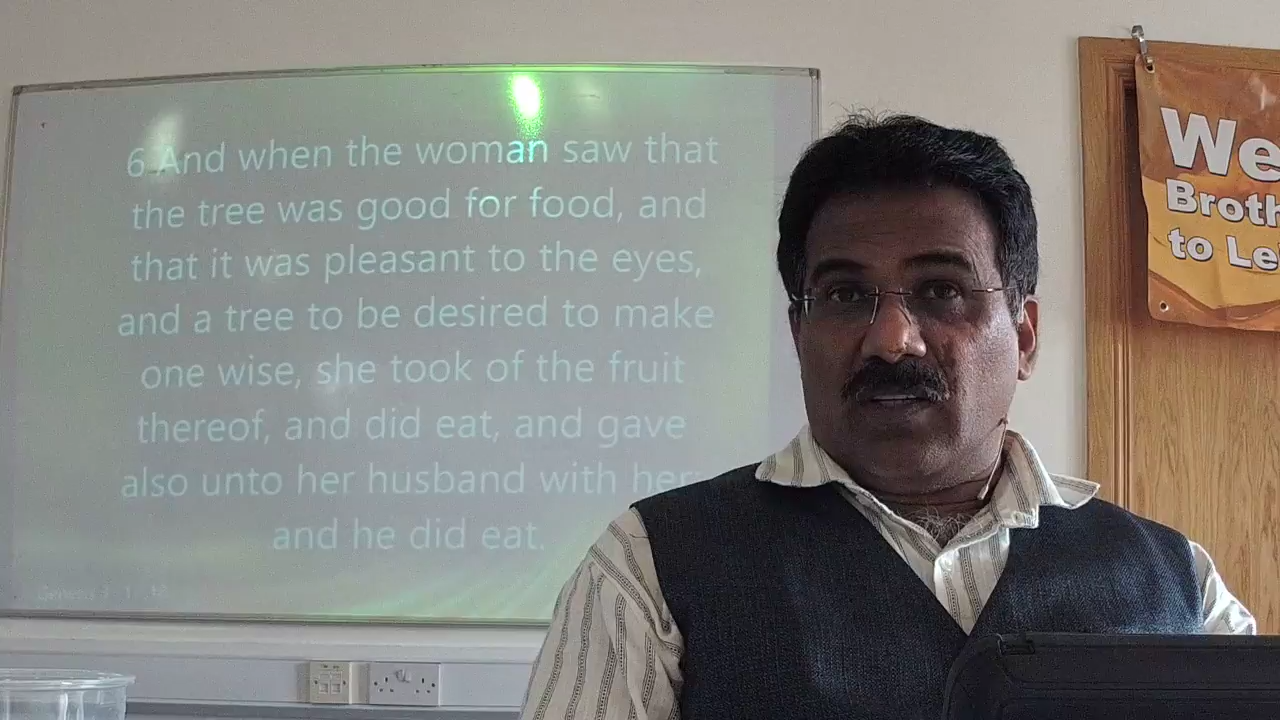 6 And when the woman saw that
the tree was good for food, and
that it was pleasant to the eyes,
and a tree to be desired to make
one wise, she took of the fruit
thereof, and did eat, and gave
also unto her husband with her;
and he did eat.
Genesis 3
We
Broth
to Le